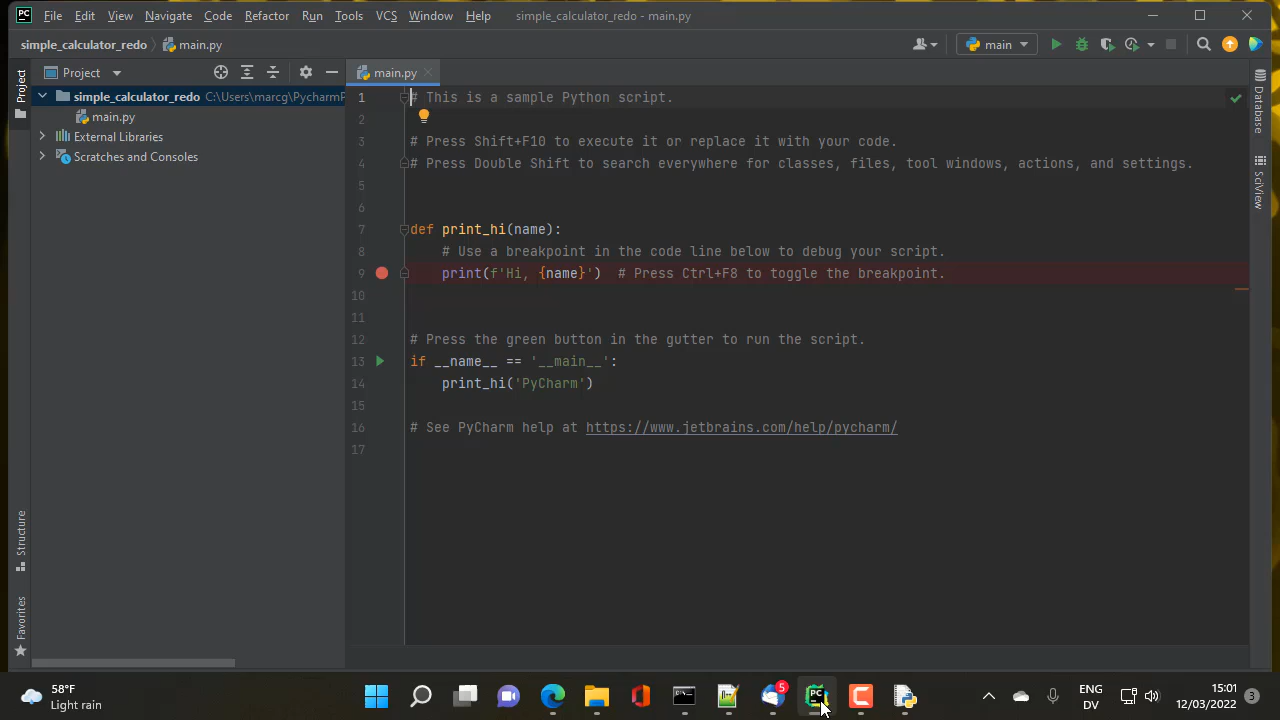 PC File Edit View Navigate Code Refactor Run Tools VCS Window Help simple_calculator_redo - main.py
simple_calculator_redo main.py main
Project main.py
simple_calculator_redo C:\Users\marcg\PycharmP
main.py
External Libraries
Scratches and Consoles
Project
Structure
Favorites
1 # This is a sample Python script.
2
3 # Press Shift+F10 to execute it or replace it with your code.
4 # Press Double Shift to search everywhere for classes, files, tool windows, actions, and settings.
5
6
7 def print_hi(name):
8 # Use a breakpoint in the code line below to debug your script.
9 print(f'Hi, {name}') # Press Ctrl+F8 to toggle the breakpoint.
10
11
12 # Press the green button in the gutter to run the script.
13 if __name__ == '__main__':
14 print_hi('PyCharm')
15
16 # See PyCharm help at https://www.jetbrains.com/help/pycharm/
17
Database
SciView
58°F
Light rain
5
PC
ENG
DV
15:01
12/03/2022
3